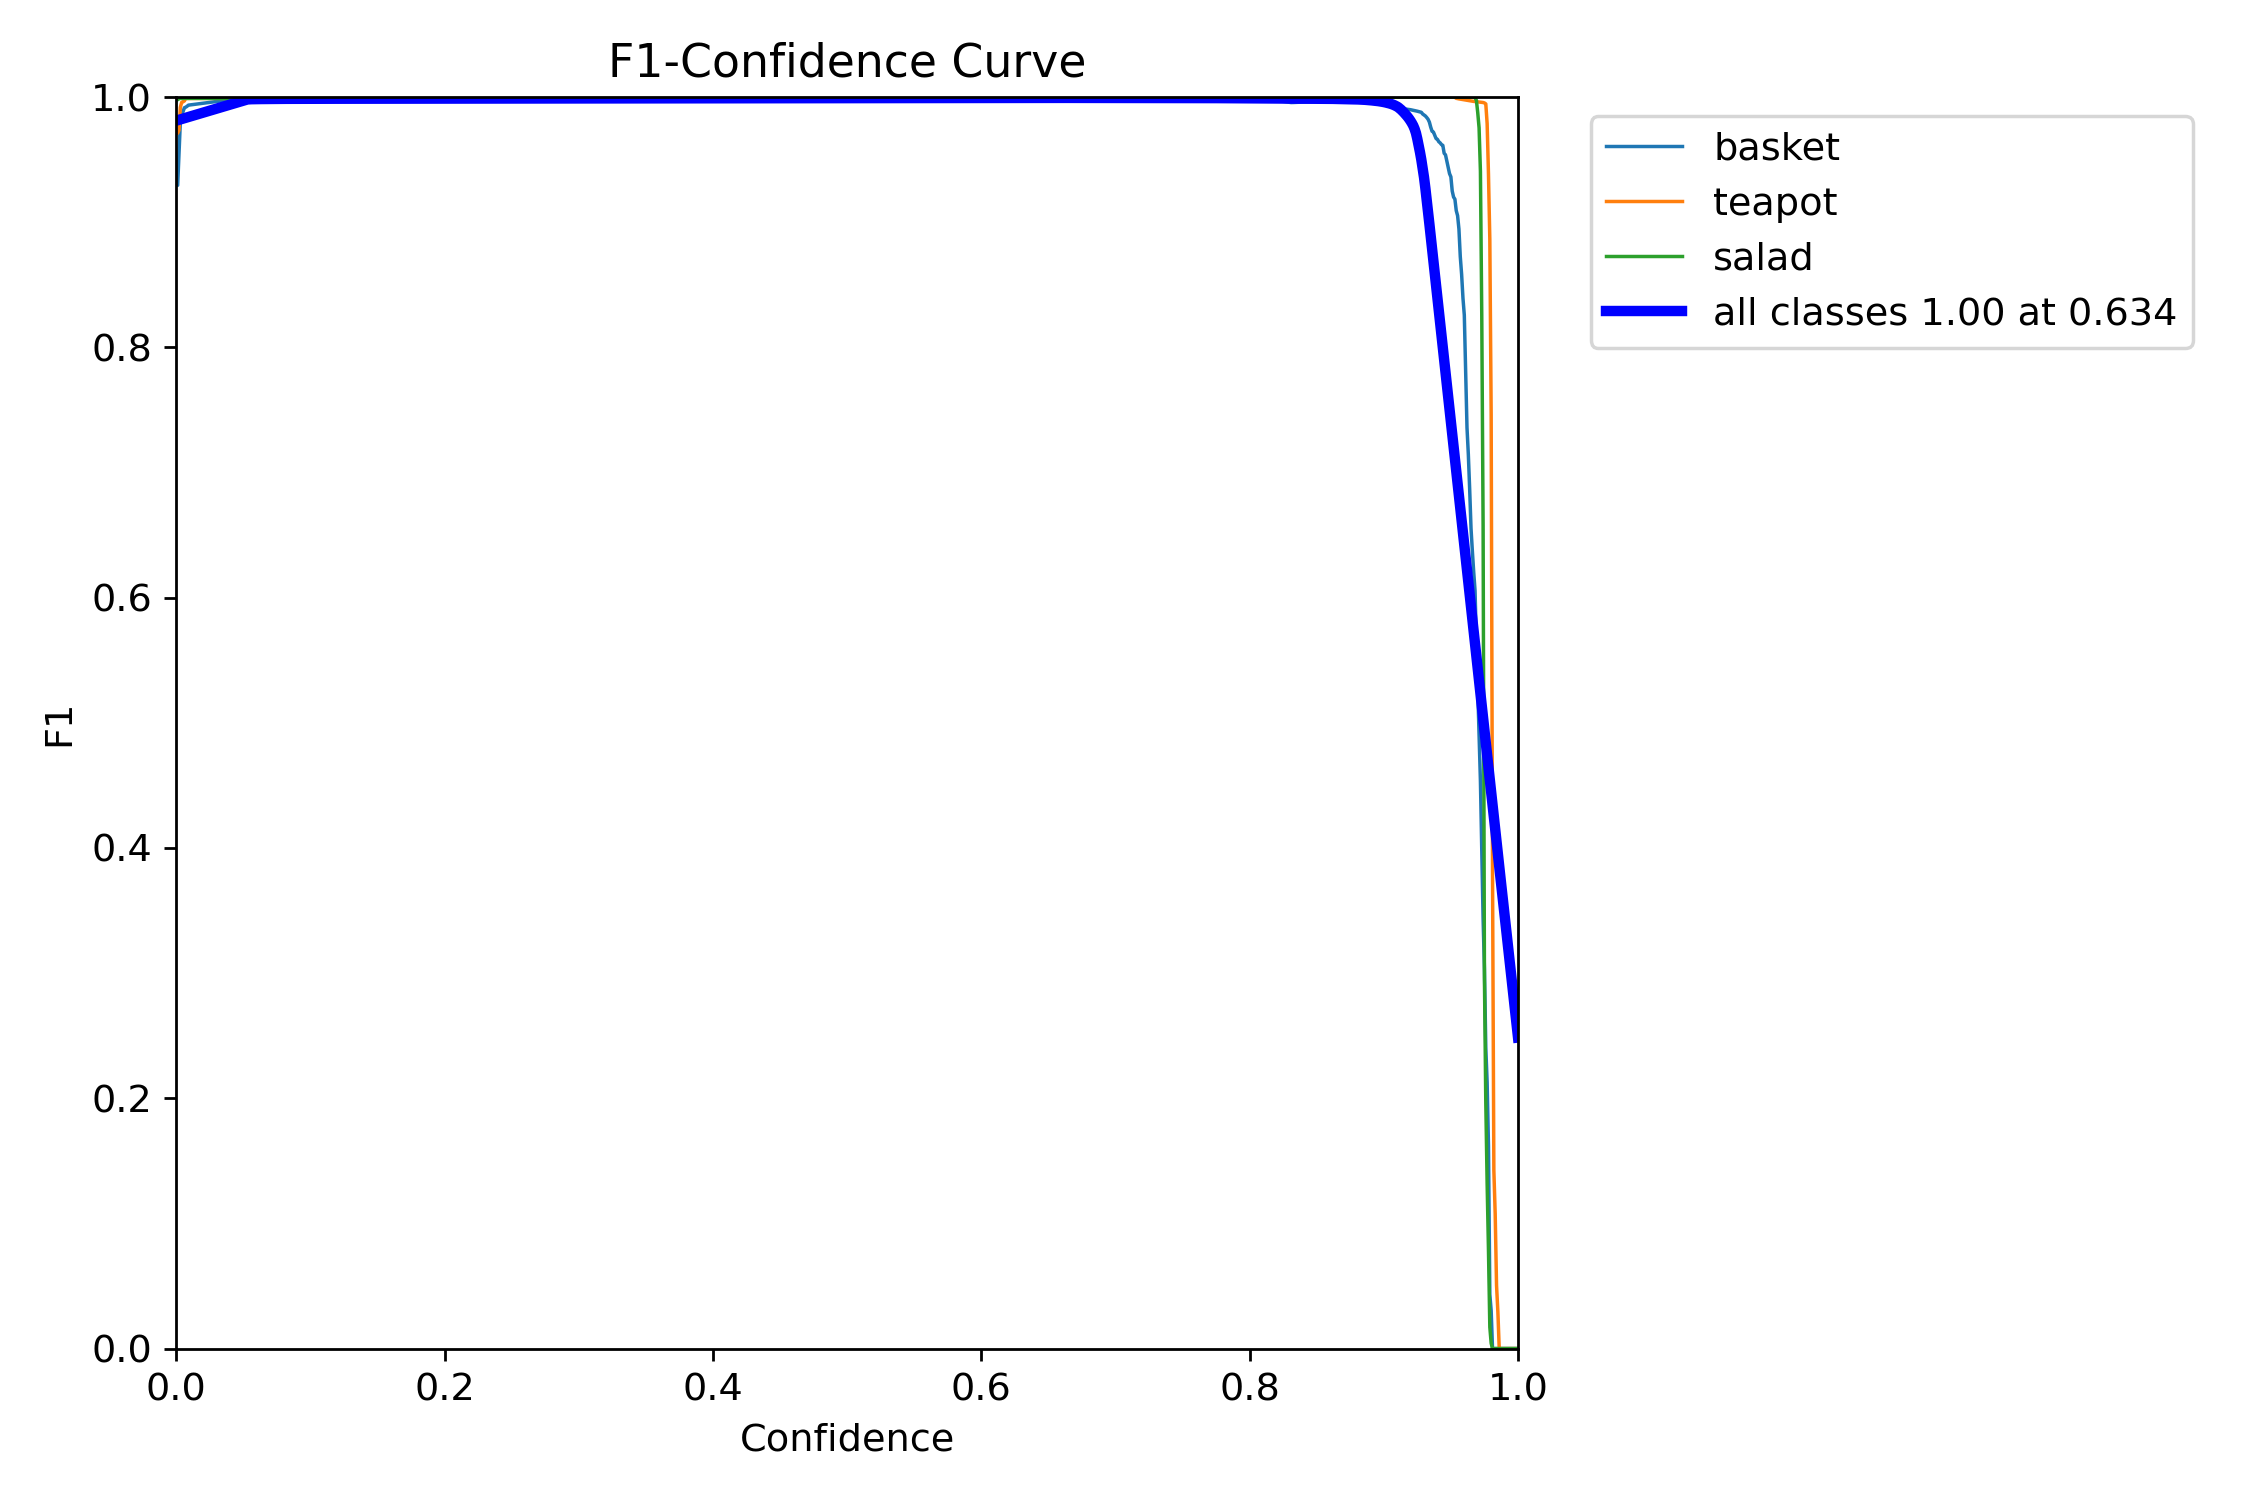 F1-Confidence Curve
1.0
0.8
0.6
0.4
0.2
0.0
F1
0.0 0.2 0.4 0.6 0.8 1.0
Confidence
basket
teapot
salad
all classes 1.00 at 0.634